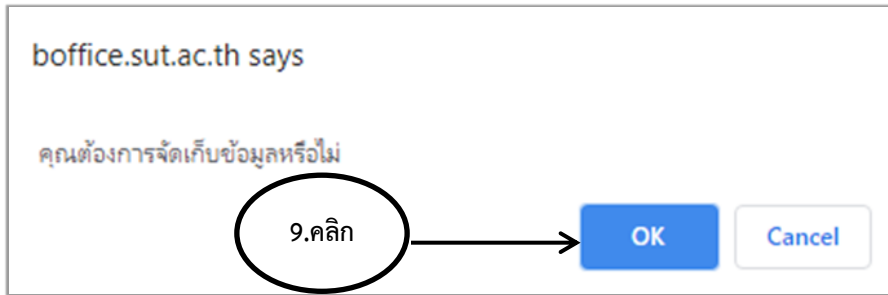 boffice.sut.ac.th says
คุณต้องการจัดเก็บข้อมูลหรือไม่
9.คลิก
OK
Cancel